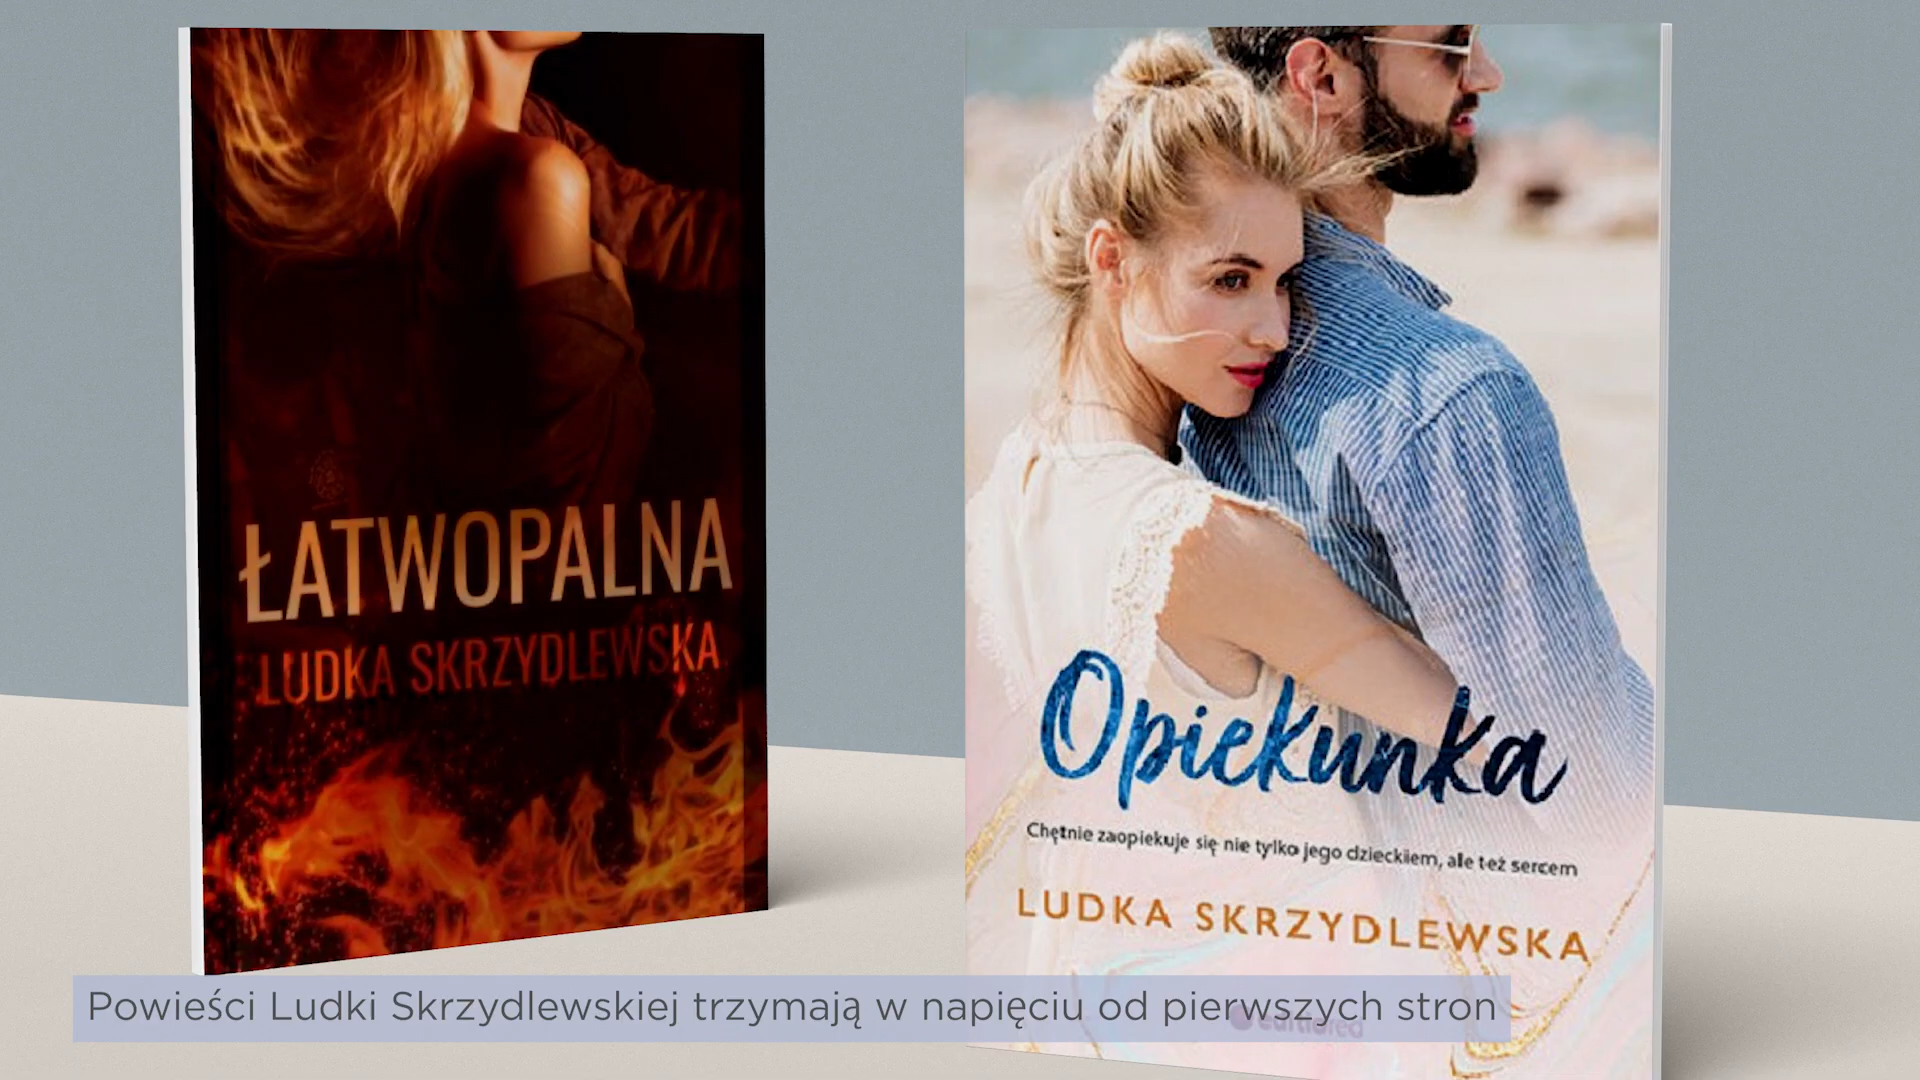 ŁATWOPALNA
LUDKA SKRZYDLEWSKA
Opiekunka
Chętnie zaopiekuje się nie tylko jego dzieckiem, ale też sercem
LUDKA SKRZYDLEWSKA
Powieści Ludki Skrzydlewskiej trzymają w napięciu od pierwszych stron
editiored